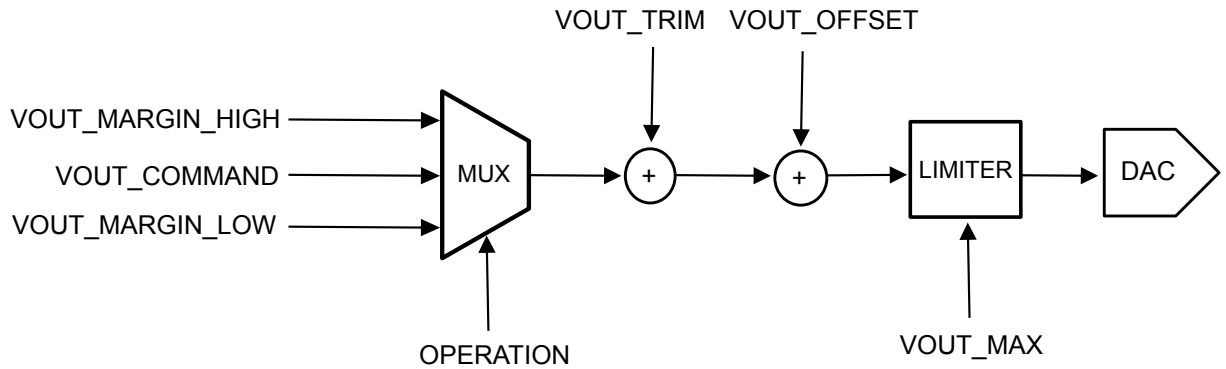 VOUT_TRIM
VOUT_OFFSET
VOUT_MARGIN_HIGH
VOUT_COMMAND
VOUT_MARGIN_LOW
MUX
+
+
LIMITER
DAC
OPERATION
VOUT_MAX